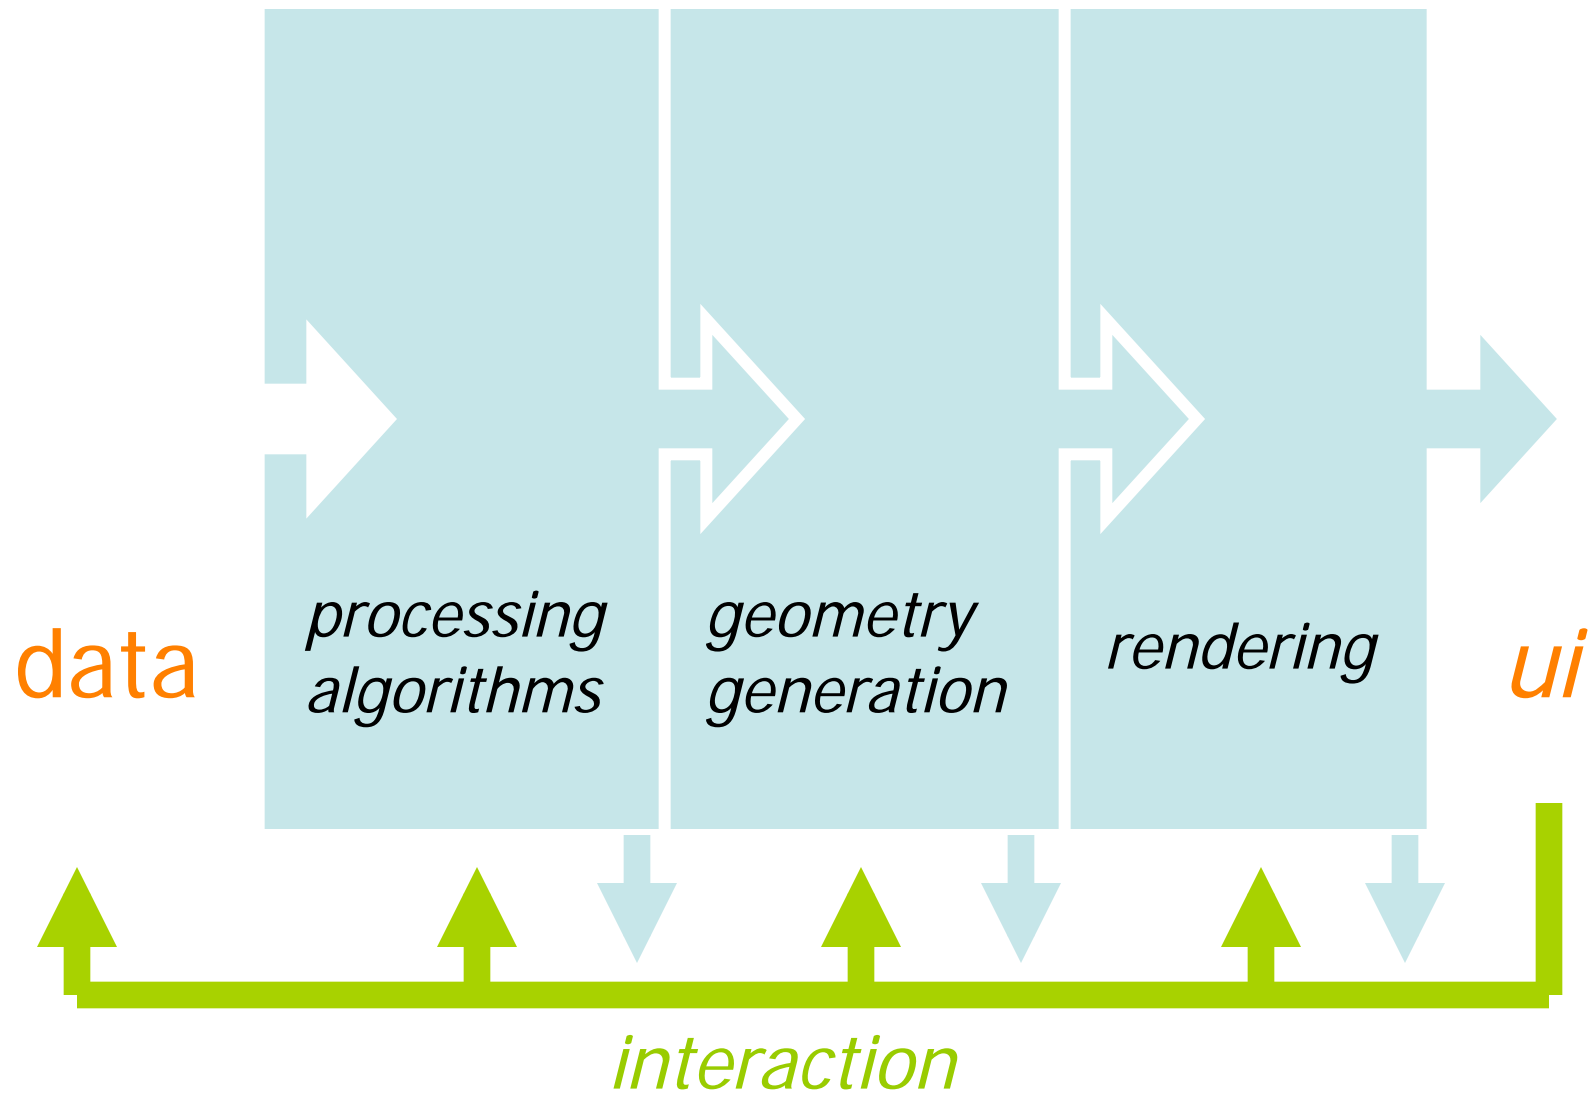 data
processing
algorithms
geometry
generation
rendering
ui
interaction